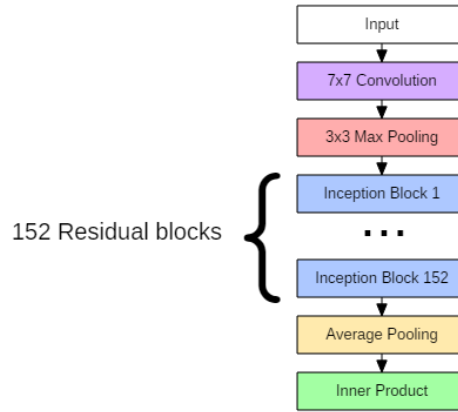 Input
7x7 Convolution
3x3 Max Pooling
Inception Block 1
152 Residual blocks
...
Inception Block 152
Average Pooling
Inner Product